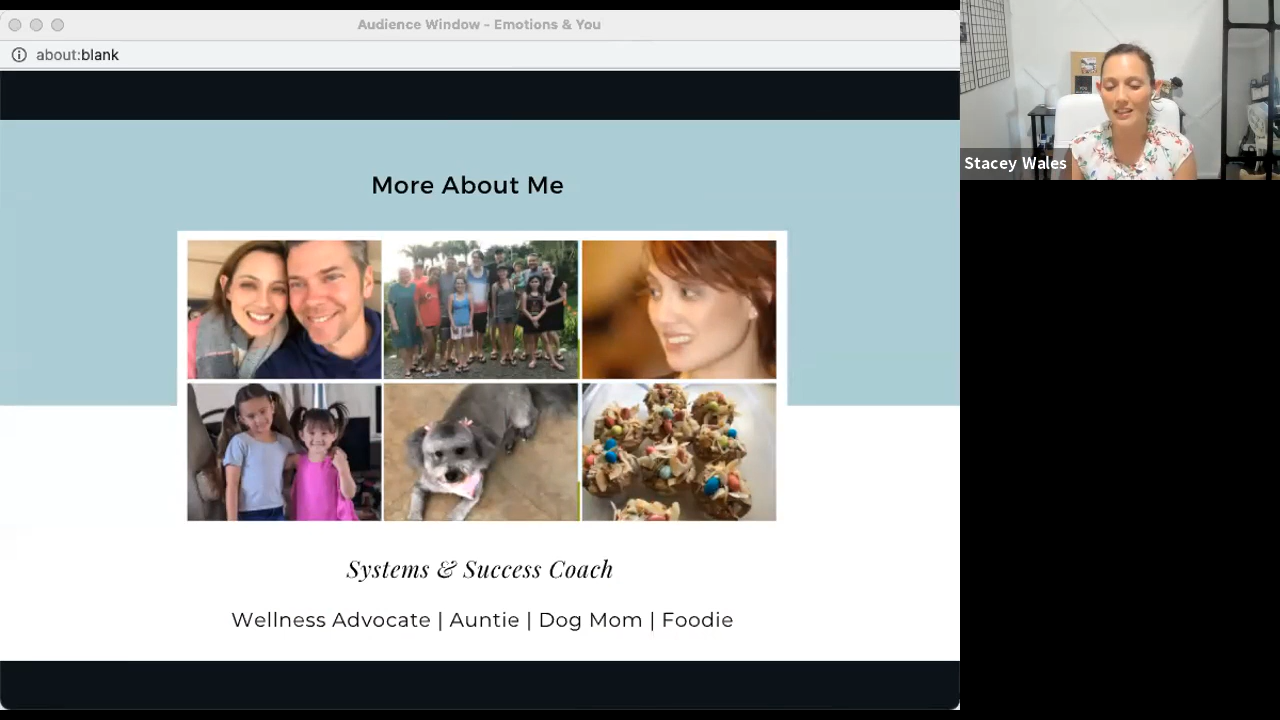 Audience Window - Emotions & You
about:blank
Stacey Wales
More About Me
Systems & Success Coach
Wellness Advocate | Auntie | Dog Mom | Foodie